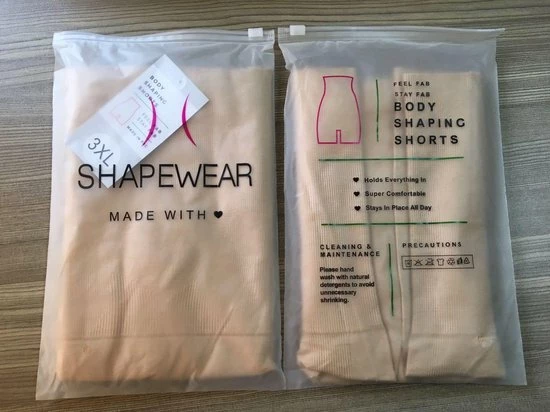 BODY
SHAPING
SHORTS
3XL
SHAPEWEAR
MADE WITH
FEEL FAB
STAY FAB
BODY
SHAPING
SHORTS
Holds Everything In
Super Comfortable
Stays In Place All Day
CLEANING &
MAINTENANCE
Please hand
wash with natural
detergents to avoid
unnecessary
shrinking.
PRECAUTIONS